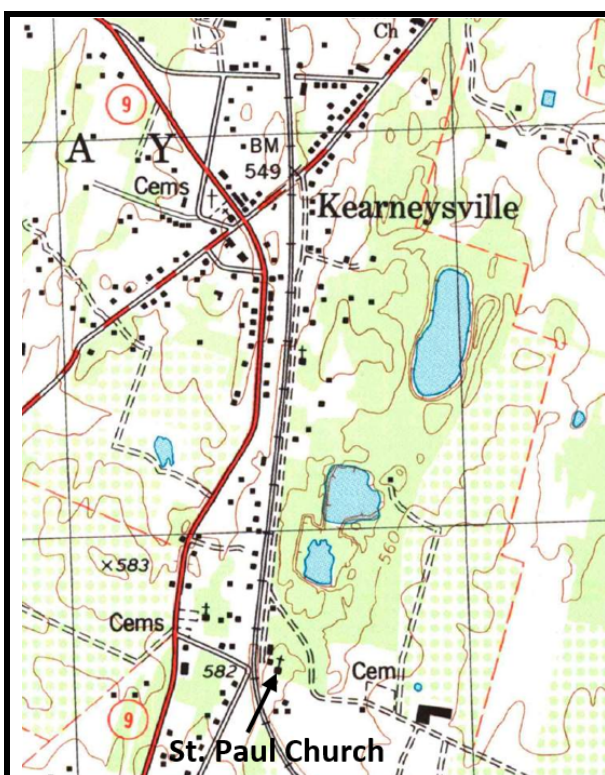 Ch
9
A Y
BM
549
Cems
Kearneysville
560
×583
Cems
582
Cem
9
St. Paul Church